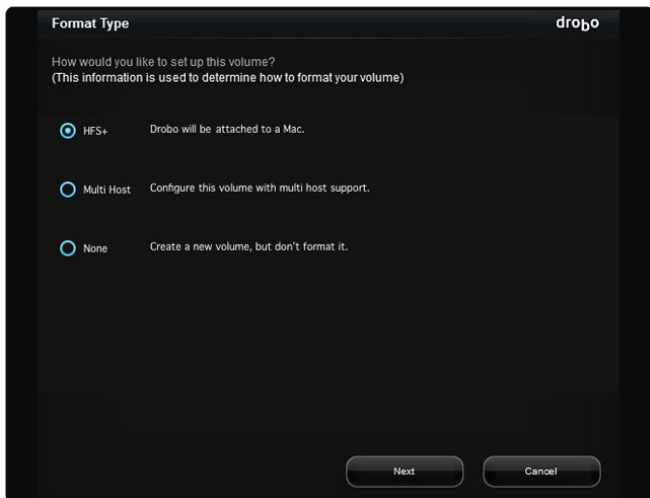 Format Type
drobo
How would you like to set up this volume?
(This information is used to determine how to format your volume)
HFS+ Drobo will be attached to a Mac.
Multi Host Configure this volume with multi host support.
None Create a new volume, but don't format it.
Next Cancel